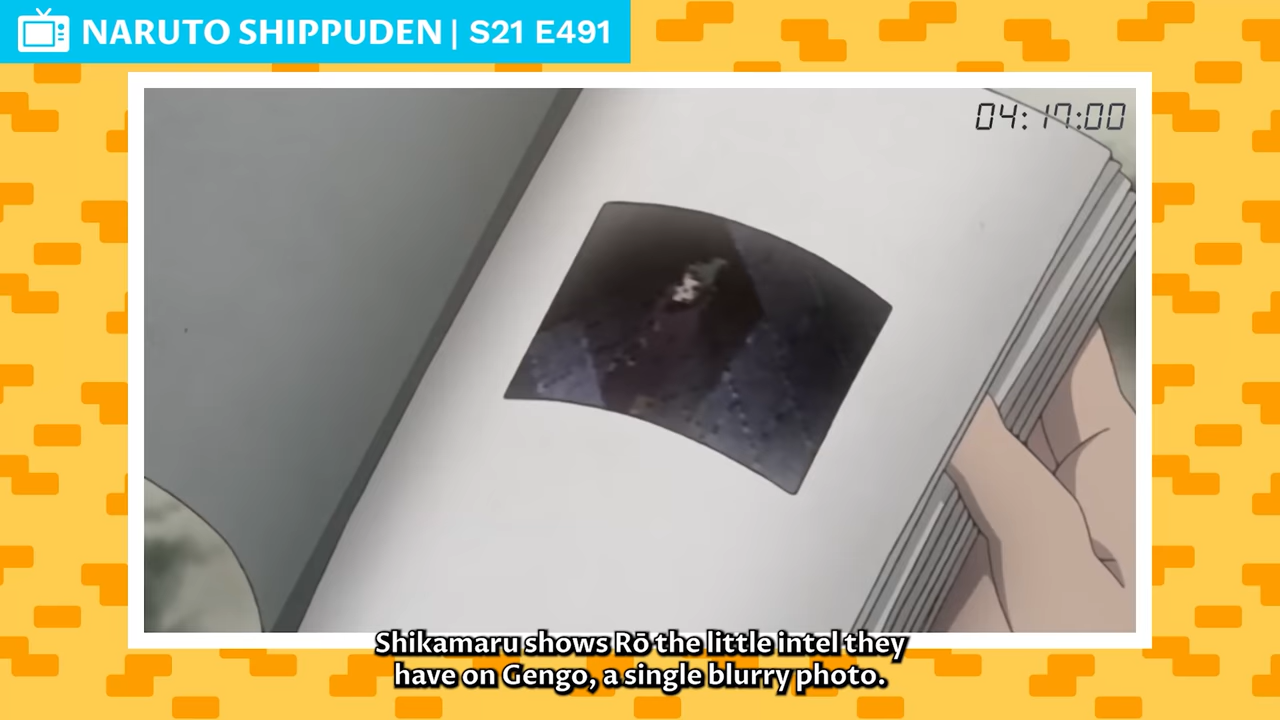 NARUTO SHIPPUDEN | S21 E491
04:17:00
Shikamaru shows Rō the little intel they
have on Gengo, a single blurry photo.